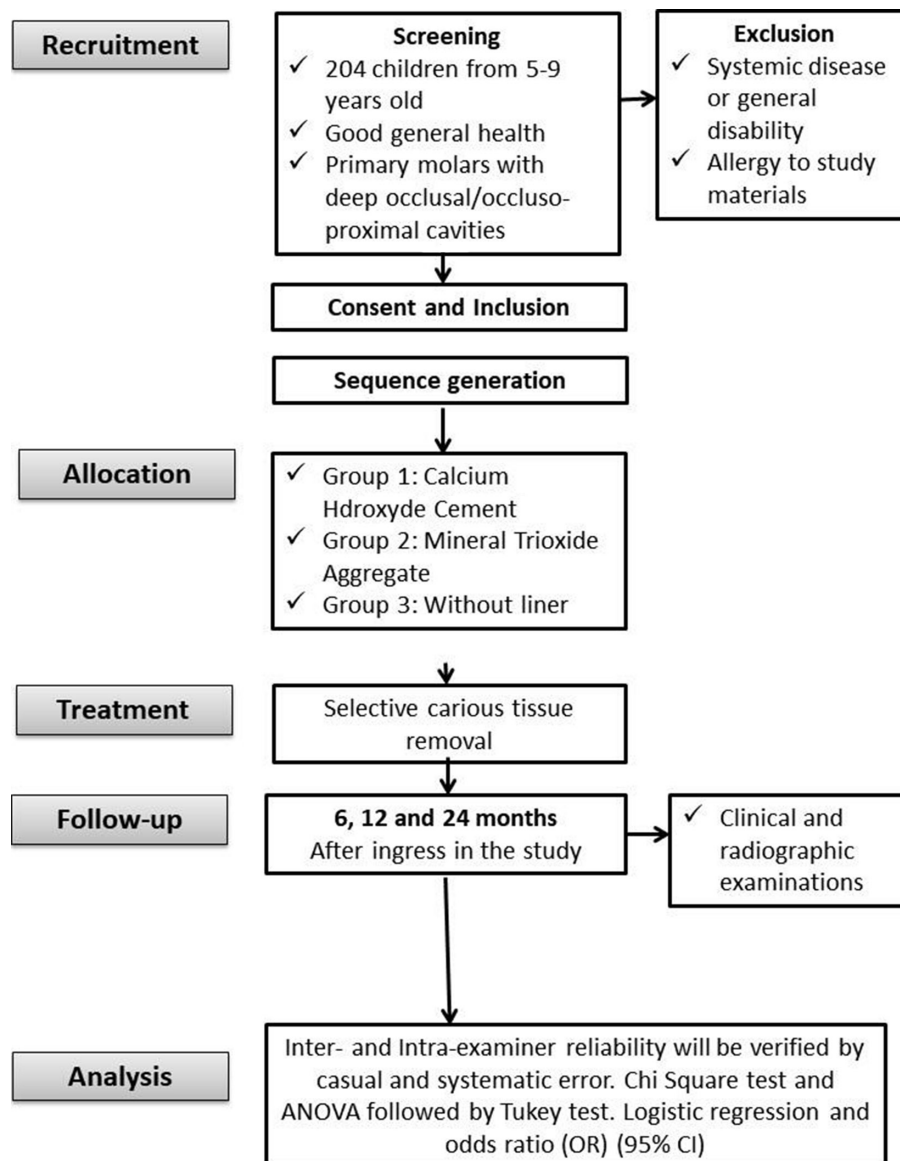 Recruitment
Screening
✓ 204 children from 5-9
years old
✓ Good general health
✓ Primary molars with
deep occlusal/occluso-
proximal cavities
Exclusion
✓ Systemic disease
or general
disability
✓ Allergy to study
materials
Consent and Inclusion
Sequence generation
Allocation
✓ Group 1: Calcium
Hdroxyde Cement
✓ Group 2: Mineral Trioxide
Aggregate
✓ Group 3: Without liner
Treatment
Selective carious tissue
removal
Follow-up
6, 12 and 24 months
After ingress in the study
✓ Clinical and
radiographic
examinations
Analysis
Inter- and Intra-examiner reliability will be verified by
casual and systematic error. Chi Square test and
ANOVA followed by Tukey test. Logistic regression and
odds ratio (OR) (95% CI)